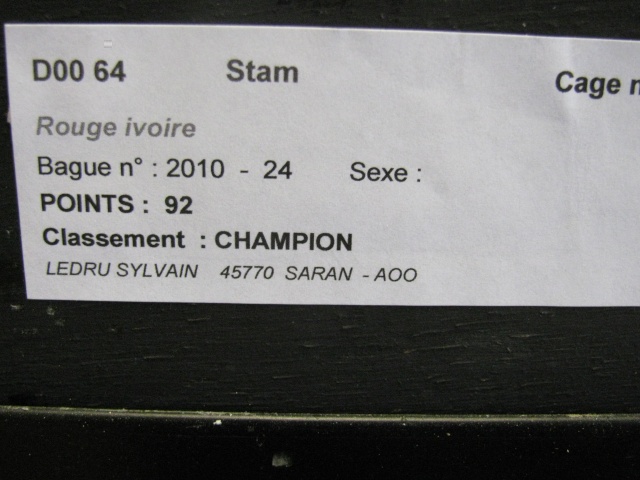 D00 64 Stam Cage n
Rouge ivoire
Bague n° : 2010 - 24 Sexe :
POINTS : 92
Classement : CHAMPION
LEDRU SYLVAIN 45770 SARAN - AOO